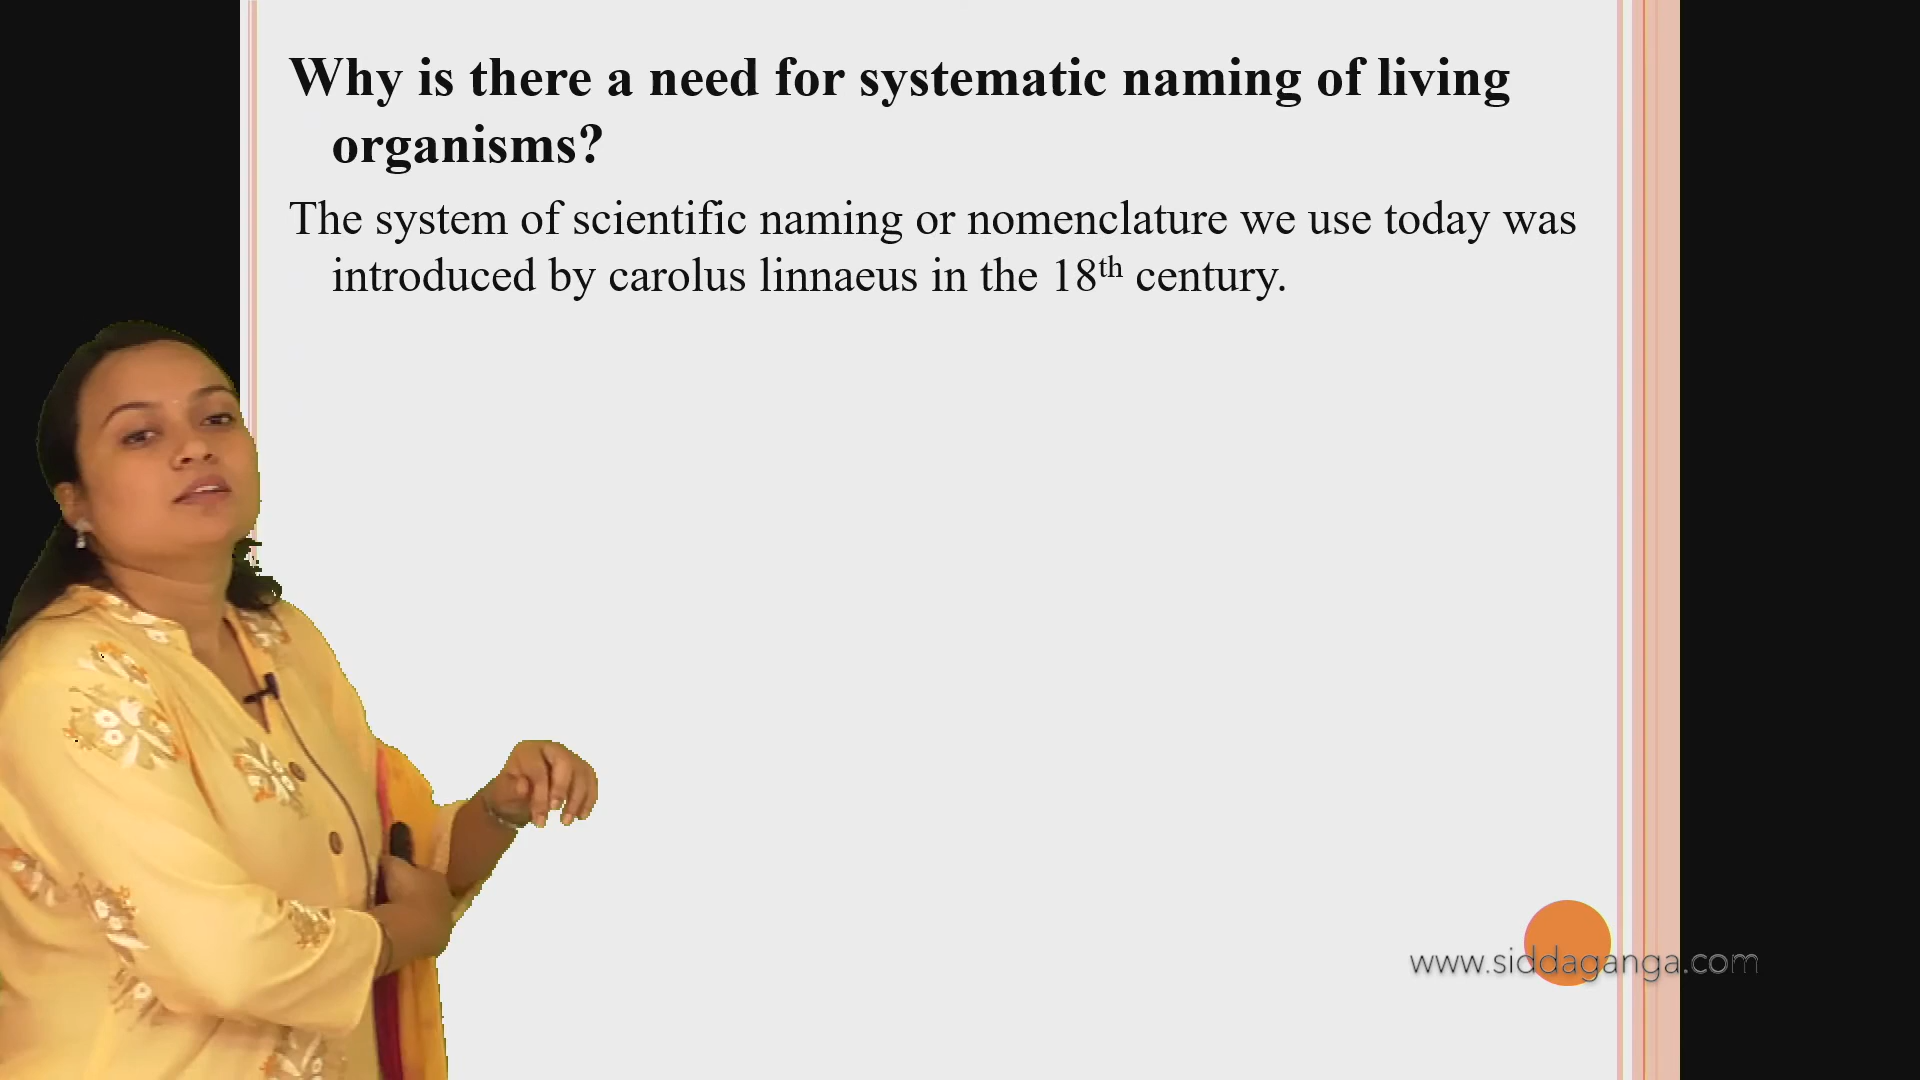 Why is there a need for systematic naming of living
organisms?
The system of scientific naming or nomenclature we use today was
introduced by carolus linnaeus in the 18th century.
www.siddaganga.com